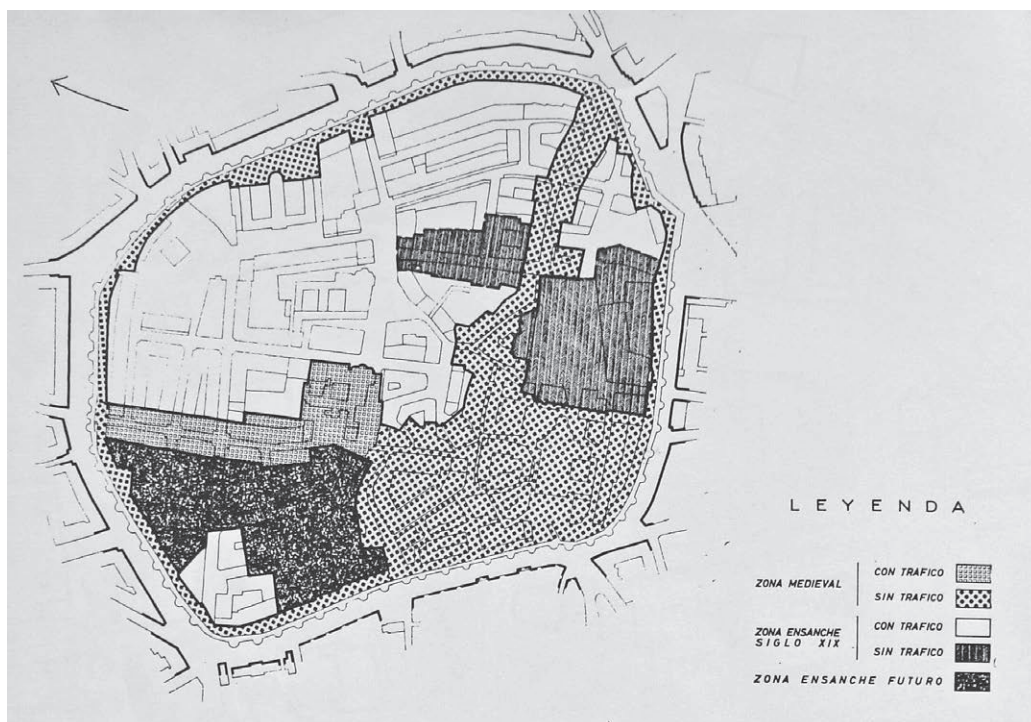 LEYENDA
ZONA MEDIEVAL
CON TRAFICO
SIN TRAFICO
ZONA ENSANCHE
SIGLO XIX
CON TRAFICO
SIN TRAFICO
ZONA ENSANCHE FUTURO